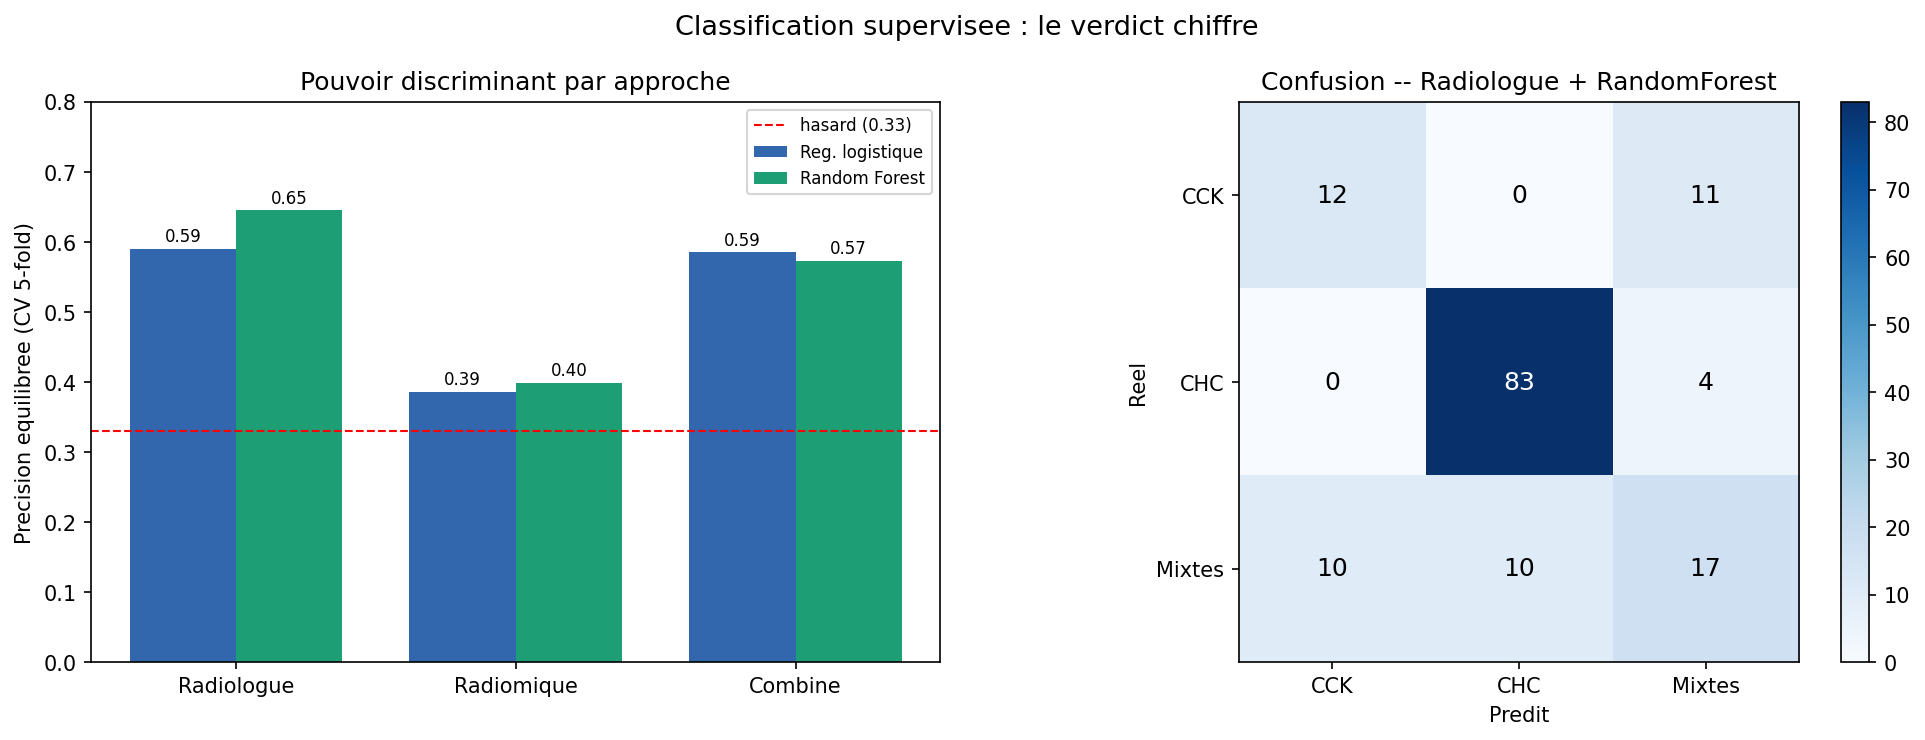 Classification supervisee : le verdict chiffre
Pouvoir discriminant par approche
Precision equilibree (CV 5-fold)
0.8
0.7
0.6
0.5
0.4
0.3
0.2
0.1
0.0
hasard (0.33)
Reg. logistique
Random Forest
0.59
0.65
0.39
0.40
0.59
0.57
Radiologue
Radiomique
Combine
Confusion -- Radiologue + RandomForest
Reel
CCK
12
0
11
CHC
0
83
4
Mixtes
10
10
17
CCK
CHC
Mixtes
Predit
80
70
60
50
40
30
20
10
0